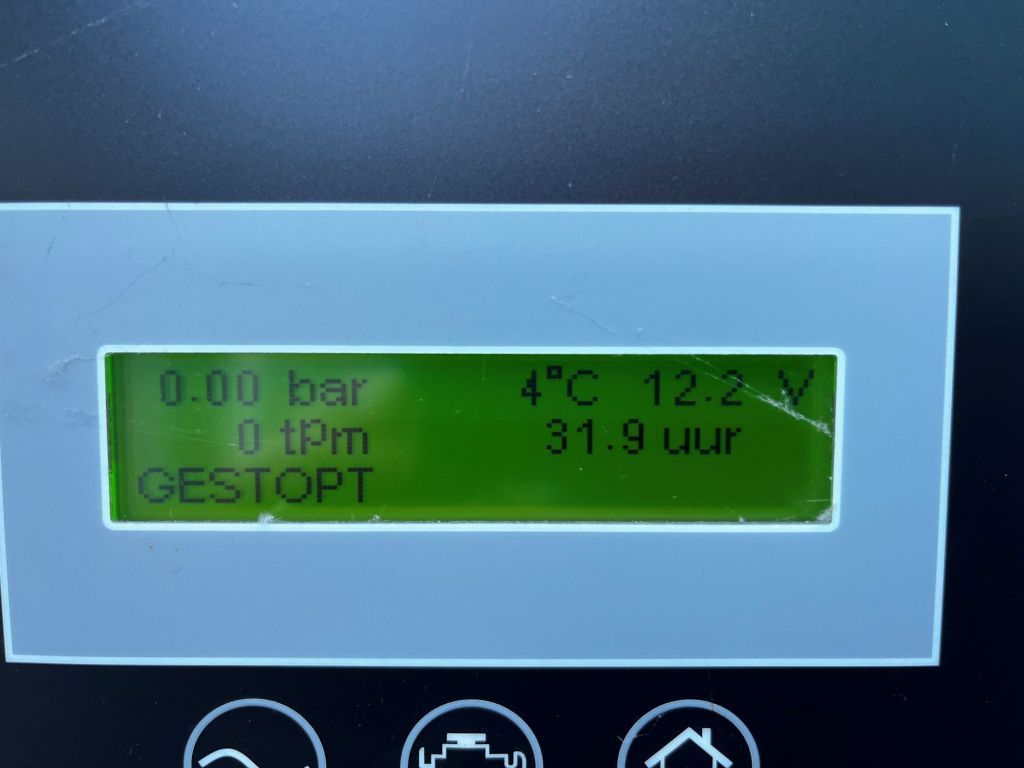 0.00 bar 4°C 12.2 V
0 tpm 31.9 uur
GESTOPT